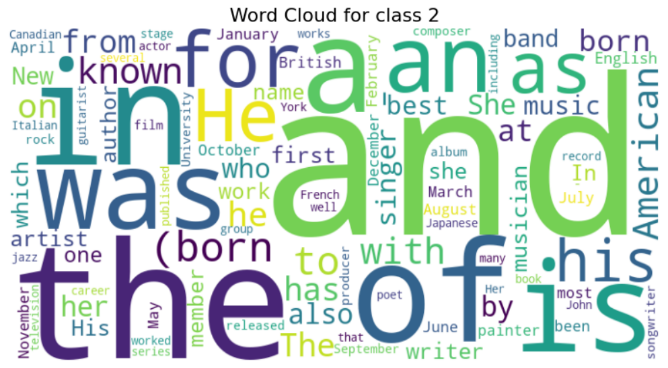 Word Cloud for class 2
Canadian
stage
January
works
composer
April
from
actor
for
a
an
as
band
born
several
British
February
including
English
New
known
in
He
name
York
best
She
music
American
on
guitarist
author
film
University
October
first
December
singer
at
and
Italian
rock
published
who
album
record
In
which
was
work
French
well
she
March
August
Japanese
July
musician
he
group
artist
(born
to
with
many
his
jazz
one
has
producer
poet
of
Her
most
John
songwriter
November
television
career
her
May
the
member
also
June
by
book
been
is
His
released
painter
worked
series
The
that
September
writer